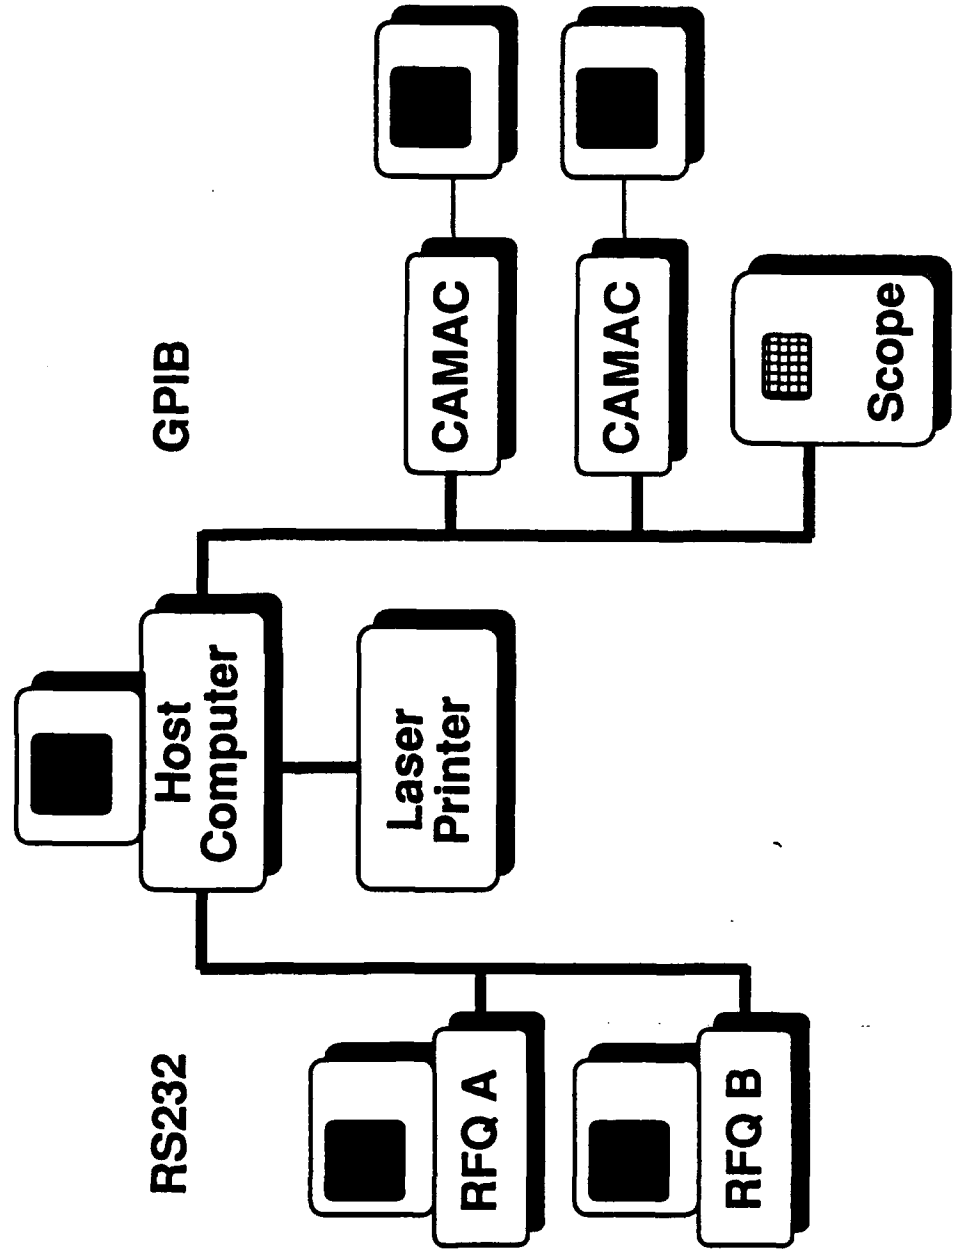 RS232
GPIB
Host
Computer
RFQ A
Laser
Printer
CAMAC
RFQ B
CAMAC
Scope